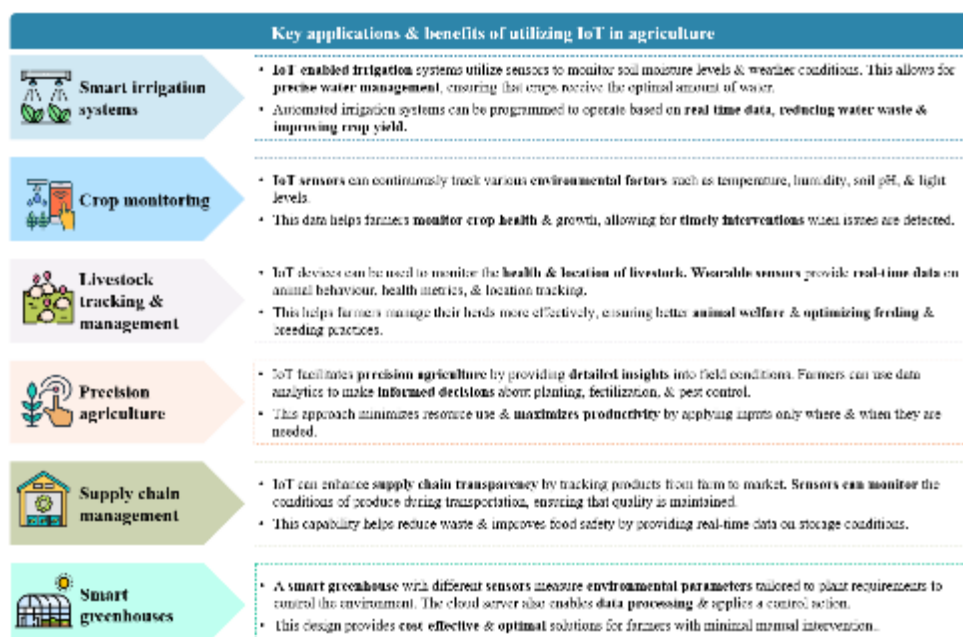 Key applications & benefits of utilizing IoT in agriculture
Smart irrigation
systems
• IoT enabled irrigation systems utilize sensors to monitor soil moisture levels & weather conditions. This allows for
precise water management, ensuring that crops receive the optimal amount of water.
• Automated irrigation systems can be programmed to operate based on real time data, reducing water waste &
improving crop yield.
Crop monitoring
• IoT sensors can continuously track various environmental factors such as temperature, humidity, soil pH, & light
levels.
• This data helps farmers monitor crop health & growth, allowing for timely interventions when issues are detected.
Livestock
tracking &
management
• IoT devices can be used to monitor the health & location of livestock. Wearable sensors provide real-time data on
animal behaviour, health metrics, & location tracking.
• This helps farmers manage their herds more effectively, ensuring better animal welfare & optimizing feeding &
breeding practices.
Precision
agriculture
• IoT facilitates precision agriculture by providing detailed insights into field conditions. Farmers can use data
analytics to make informed decisions about planting, fertilization, & pest control.
• This approach minimizes resource use & maximizes productivity by applying inputs only where & when they are
needed.
Supply chain
management
• IoT can enhance supply chain transparency by tracking products from farm to market. Sensors can monitor the
conditions of produce during transportation, ensuring that quality is maintained.
• This capability helps reduce waste & improves food safety by providing real-time data on storage conditions.
Smart
greenhouses
• A smart greenhouse with different sensors measure environmental parameters tailored to plant requirements to
control the environment. The cloud server also enables data processing & applies a control action.
• This design provides cost effective & optimal solutions for farmers with minimal manual intervention..